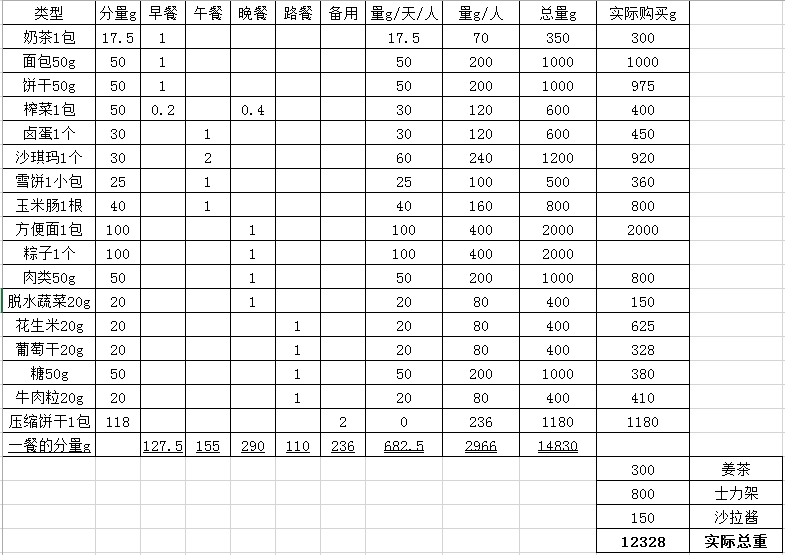 类型 分量g 早餐 午餐 晚餐 路餐 备用 量g/天/人 量g/人 总量g 实际购买g
奶茶1包 17.5 1 17.5 70 350 300
面包50g 50 1 50 200 1000 1000
饼干50g 50 1 50 200 1000 975
榨菜1包 50 0.2 0.4 30 120 600 400
卤蛋1个 30 1 30 120 600 450
沙琪玛1个 30 2 60 240 1200 920
雪饼1小包 25 1 25 100 500 360
玉米肠1根 40 1 40 160 800 800
方便面1包 100 1 100 400 2000 2000
粽子1个 100 1 100 400 2000
肉类50g 50 1 50 200 1000 800
脱水蔬菜20g 20 1 20 80 400 150
花生米20g 20 1 20 80 400 625
葡萄干20g 20 1 20 80 400 328
糖50g 50 1 50 200 1000 380
牛肉粒20g 20 1 20 80 400 410
压缩饼干1包 118 2 0 236 1180 1180
一餐的分量g 127.5 155 290 110 236 682.5 2966 14830
300 姜茶
800 士力架
150 沙拉酱
12328 实际总重